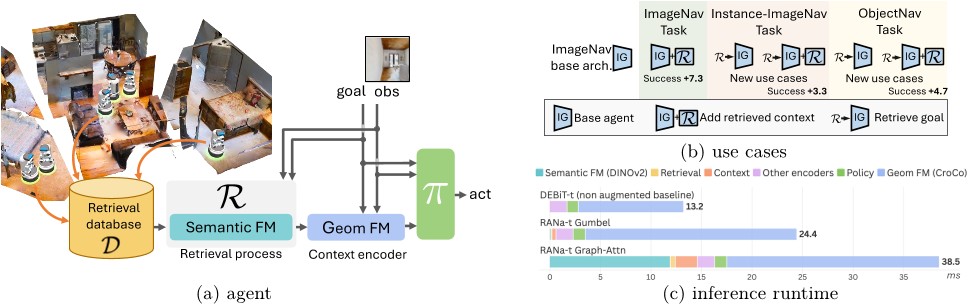 goal obs
Retrieval
database
𝒟
ℛ
Semantic FM
Retrieval process
Geom FM
Context encoder
π
act
(a) agent
ImageNav
Task
Instance-ImageNav
Task
ObjectNav
Task
ImageNav
base arch.
IG
IG + ℛ
ℛ IG
ℛ IG + ℛ
ℛ IG
ℛ IG + ℛ
Success +7.3
New use cases
Success +3.3
New use cases
Success +4.7
IG Base agent
IG + ℛ Add retrieved context
ℛ IG Retrieve goal
(b) use cases
Semantic FM (DINOv2) Retrieval Context Other encoders Policy Geom FM (CroCo)
DEBiT-t (non augmented baseline)
13.2
RANa-t Gumbel
24.4
RANa-t Graph-Attn
38.5
0 5 10 15 20 25 30 35 ms
(c) inference runtime